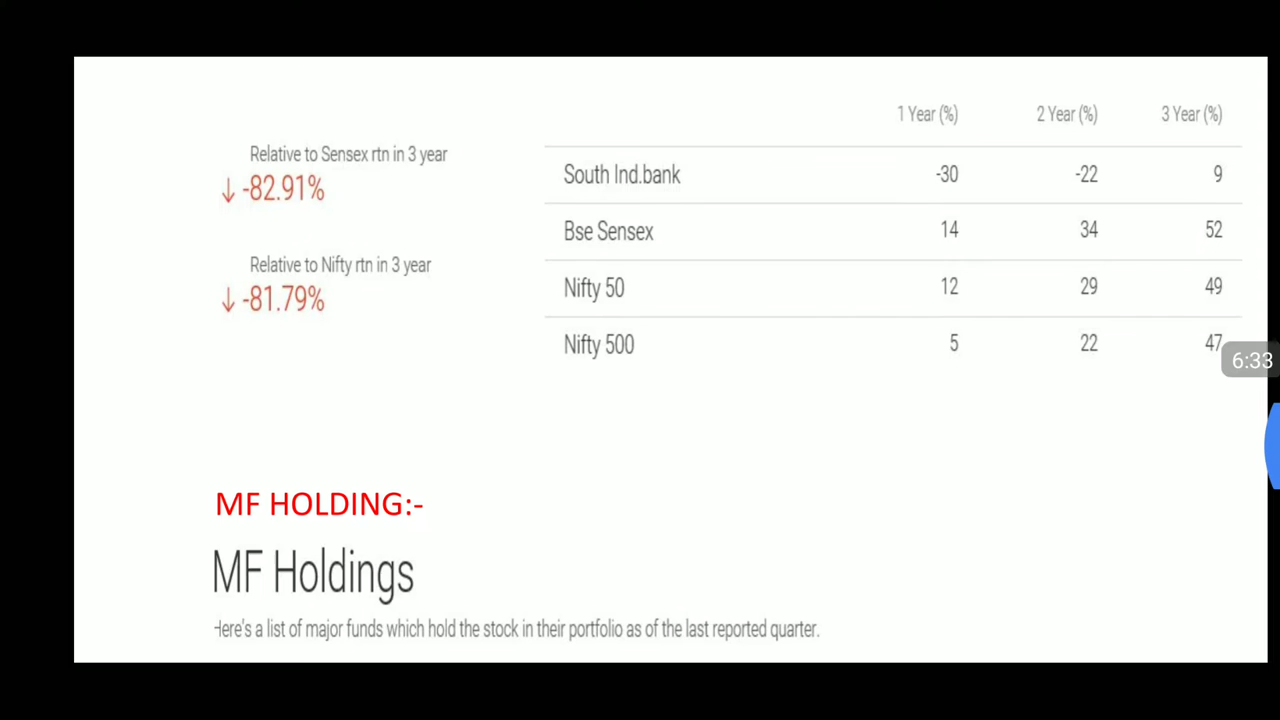 1 Year (%) 2 Year (%) 3 Year (%)
Relative to Sensex rtn in 3 year
↓ -82.91%
South Ind.bank -30 -22 9
Bse Sensex 14 34 52
Relative to Nifty rtn in 3 year
↓ -81.79%
Nifty 50 12 29 49
Nifty 500 5 22 47
6:33
MF HOLDING:-
MF Holdings
Here's a list of major funds which hold the stock in their portfolio as of the last reported quarter.